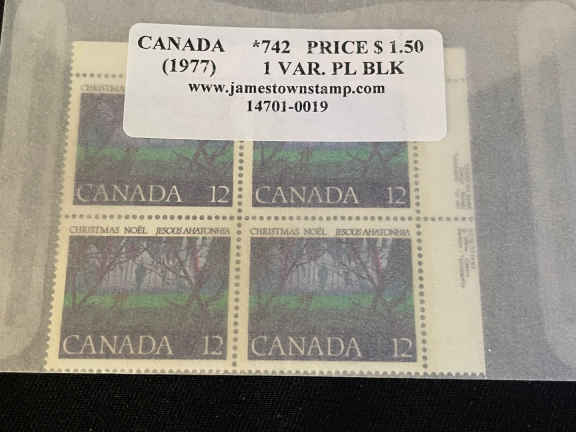 CANADA *742 PRICE $ 1.50
(1977) 1 VAR. PL BLK
www.jamestownstamp.com
14701-0019
CHRISTMAS
CANADA 12
CANADA 12
CHRISTMAS NOËL JESOUS AHATONHIA
CHRISTMAS NOËL JESOUS AHATONHIA
CANADA 12
CANADA 12